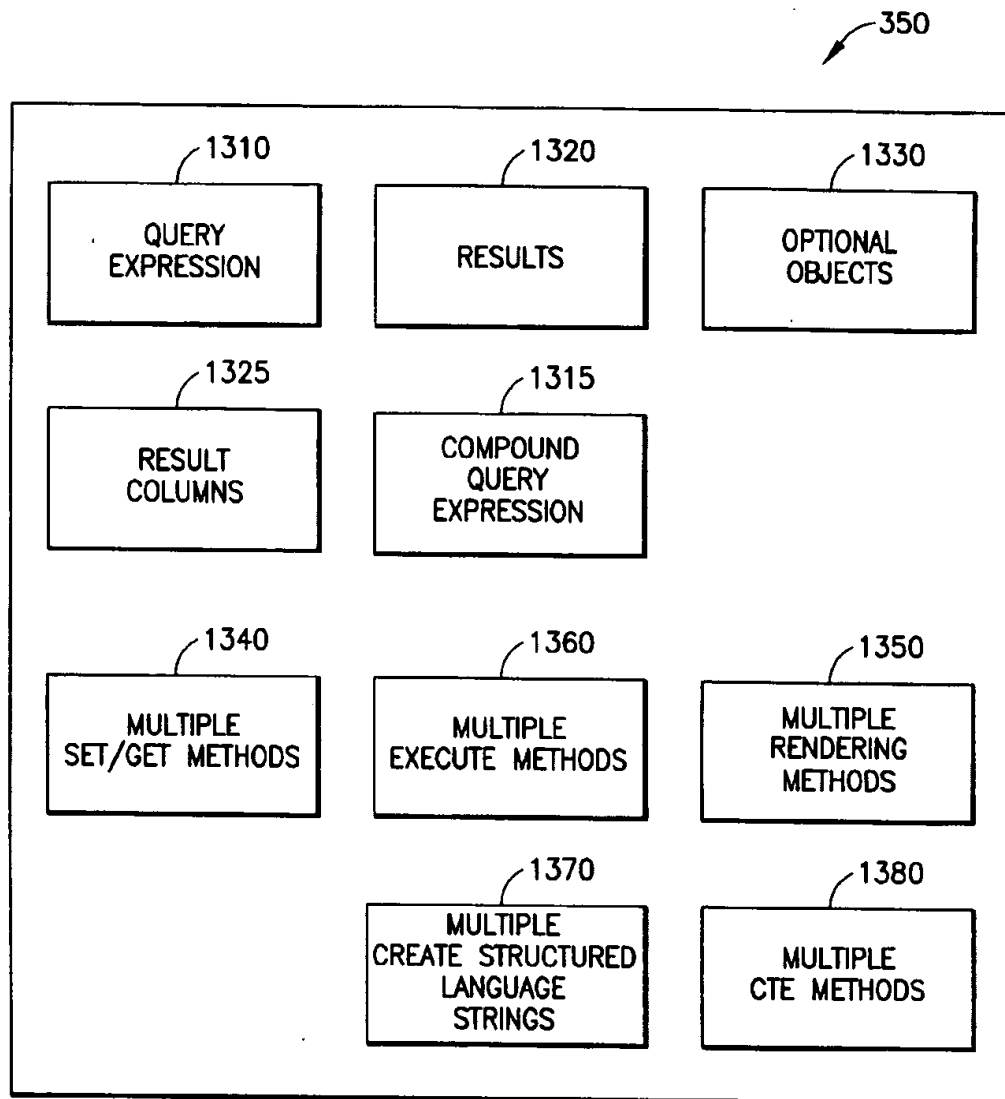 350
1310
QUERY
EXPRESSION
1320
RESULTS
1330
OPTIONAL
OBJECTS
1325
RESULT
COLUMNS
1315
COMPOUND
QUERY
EXPRESSION
1340
MULTIPLE
SET/GET METHODS
1360
MULTIPLE
EXECUTE METHODS
1350
MULTIPLE
RENDERING
METHODS
1370
MULTIPLE
CREATE STRUCTURED
LANGUAGE
STRINGS
1380
MULTIPLE
CTE METHODS